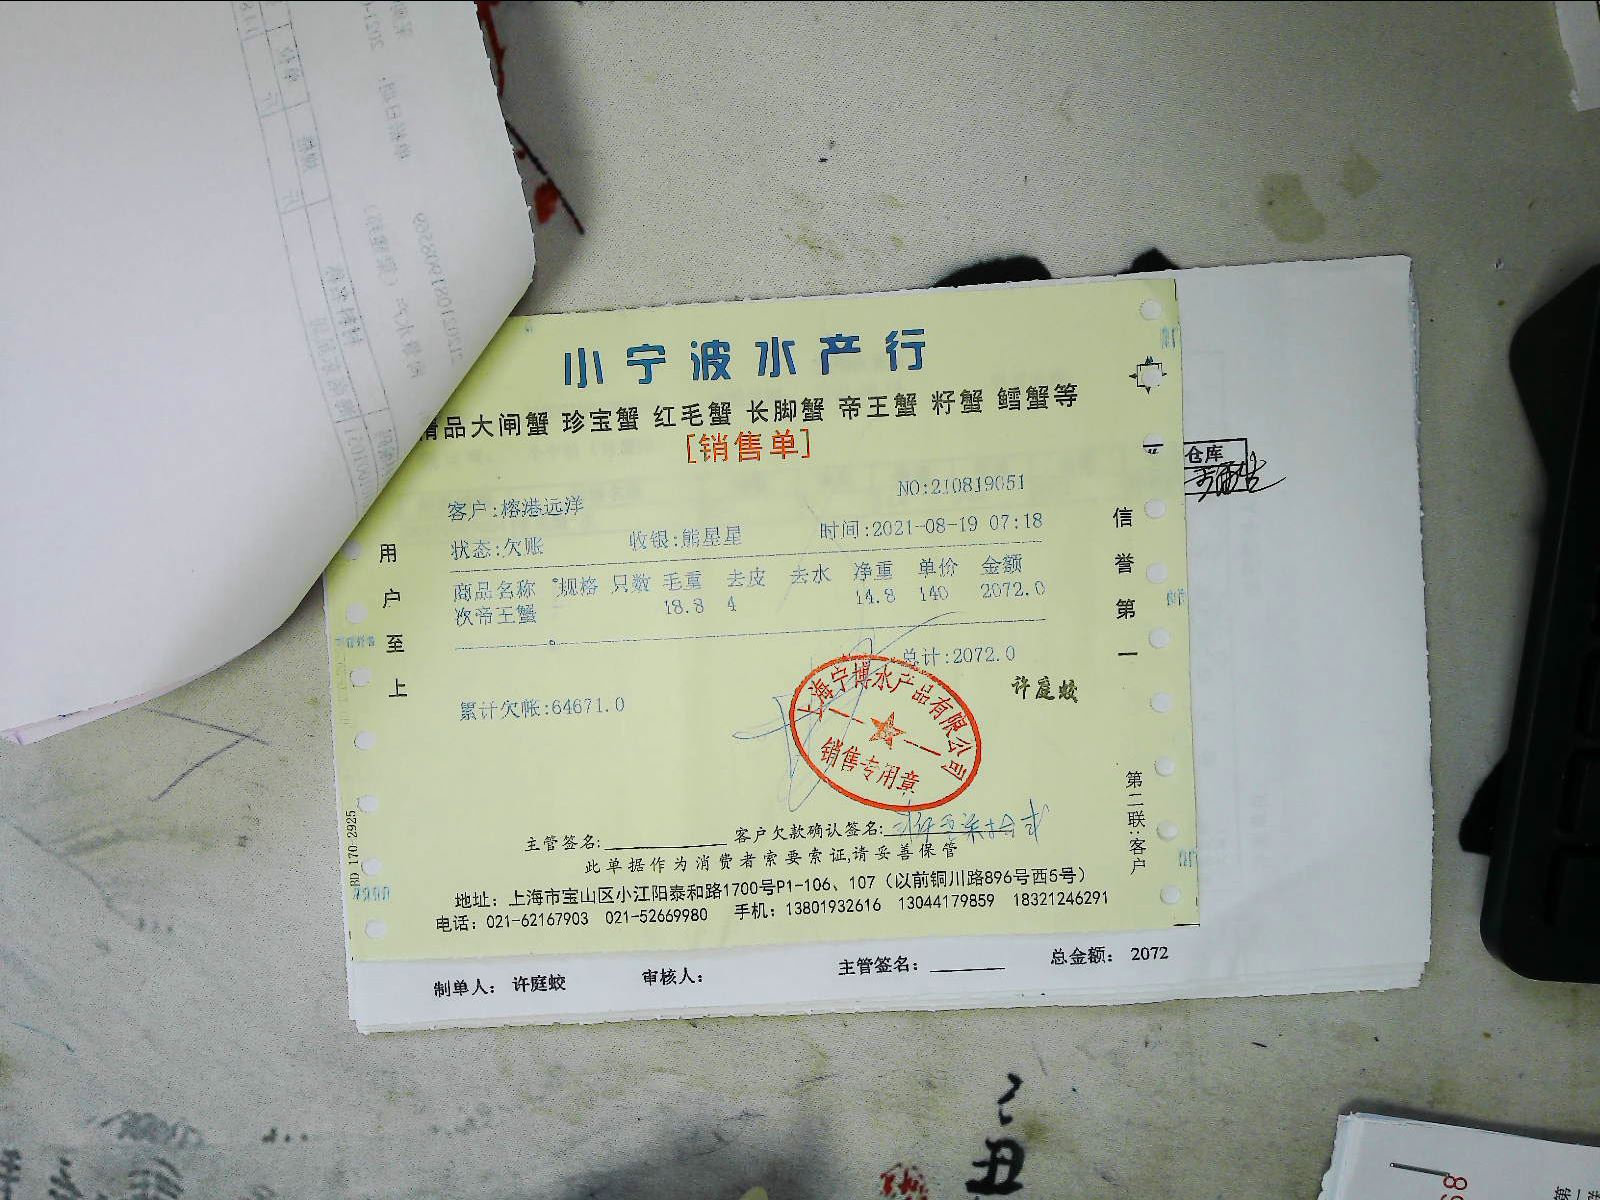 小宁波水产行
精品大闸蟹 珍宝蟹 红毛蟹 长脚蟹 帝王蟹 籽蟹 鳕蟹等
[销售单]
NO:210819051
客户:榕港远洋
状态:欠账 收银:熊星星 时间:2021-08-19 07:18
商品名称 规格 只数 毛重 去皮 去水 净重 单价 金额
次帝王蟹 18.8 4 14.8 140 2072.0
总计:2072.0
累计欠帐:64671.0
许庭蛟
上海宁博水产品有限公司
销售专用章
用户至上
信誉第一
第二联:客户
仓库
主管签名: 客户欠款确认签名:
此单据作为消费者索要索证,请妥善保管
地址：上海市宝山区小江阳泰和路1700号P1-106、107（以前铜川路896号西5号）
电话：021-62167903 021-52669980 手机：13801932616 13044179859 18321246291
制单人：许庭蛟 审核人： 主管签名： 总金额：2072
丑